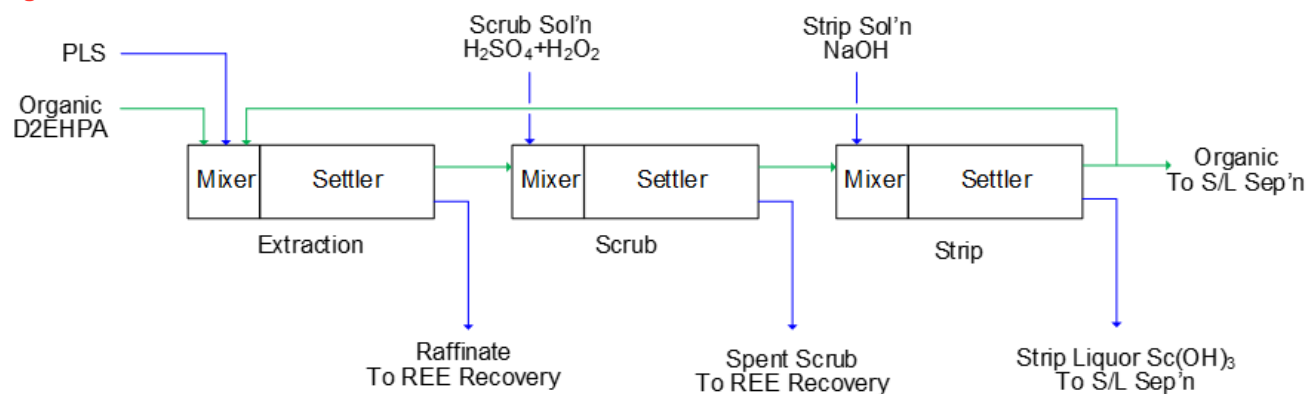 Scrub Sol'n
H₂SO₄+H₂O₂
Strip Sol'n
NaOH
PLS
Organic
D2EHPA
Mixer
Settler
Mixer
Settler
Mixer
Settler
Organic
To S/L Sep'n
Extraction
Scrub
Strip
Raffinate
To REE Recovery
Spent Scrub
To REE Recovery
Strip Liquor Sc(OH)₃
To S/L Sep'n